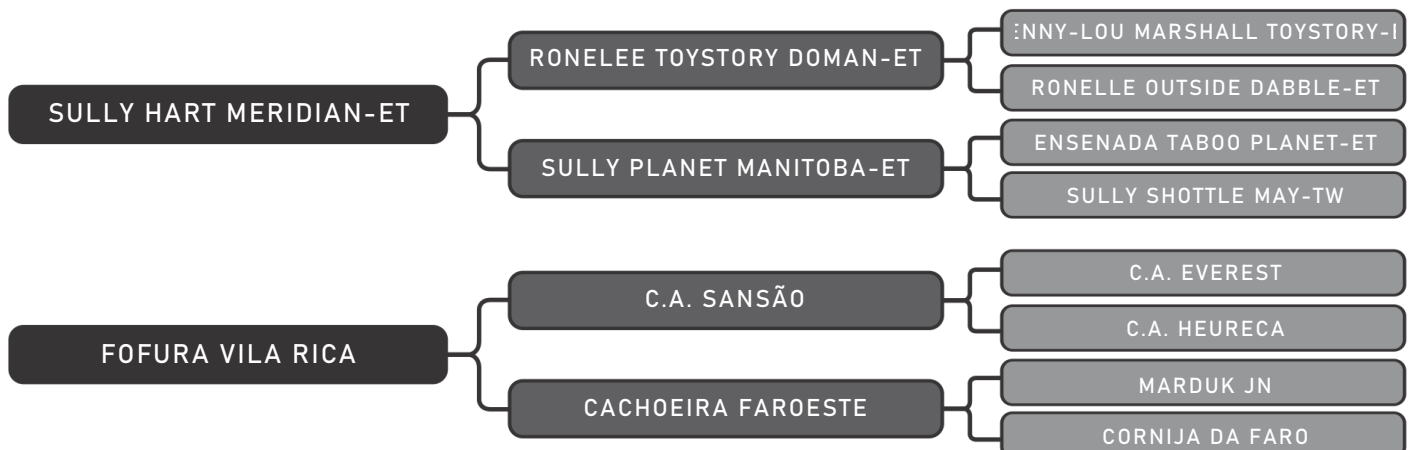 RONELEE TOYSTORY DOMAN-ET
NNY-LOU MARSHALL TOYSTORY-
RONELLE OUTSIDE DABBLE-ET
SULLY HART MERIDIAN-ET
SULLY PLANET MANITOBA-ET
ENSENADA TABOO PLANET-ET
SULLY SHOTTLE MAY-TW
C.A. SANSÃO
C.A. EVEREST
C.A. HEURECA
FOFURA VILA RICA
CACHOEIRA FAROESTE
MARDUK JN
CORNIJA DA FARO